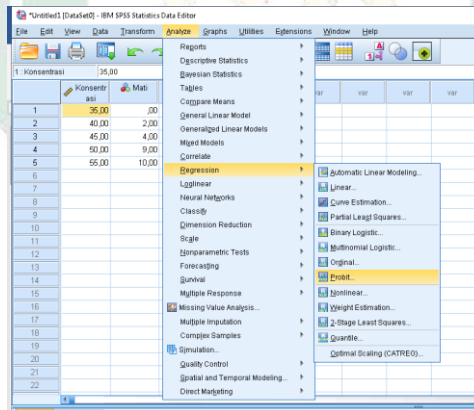 *Untitled1 [DataSet0] - IBM SPSS Statistics Data Editor
File Edit View Data Transform Analyze Graphs Utilities Extensions Window Help
1 : Konsentrasi 35,00
Konsentr
asi
Mati
var var var
1 35,00 ,00
2 40,00 2,00
3 45,00 4,00
4 50,00 9,00
5 55,00 10,00
6
7
8
9
10
11
12
13
14
15
16
17
18
19
20
21
22
Reports
Descriptive Statistics
Bayesian Statistics
Tables
Compare Means
General Linear Model
Generalized Linear Models
Mixed Models
Correlate
Regression
Loglinear
Neural Networks
Classify
Dimension Reduction
Scale
Nonparametric Tests
Forecasting
Survival
Multiple Response
Missing Value Analysis...
Multiple Imputation
Complex Samples
Simulation...
Quality Control
Spatial and Temporal Modeling...
Direct Marketing
Automatic Linear Modeling...
Linear...
Curve Estimation...
Partial Least Squares...
Binary Logistic...
Multinomial Logistic...
Ordinal...
Probit...
Nonlinear...
Weight Estimation...
2-Stage Least Squares...
Quantile...
Optimal Scaling (CATREG)...